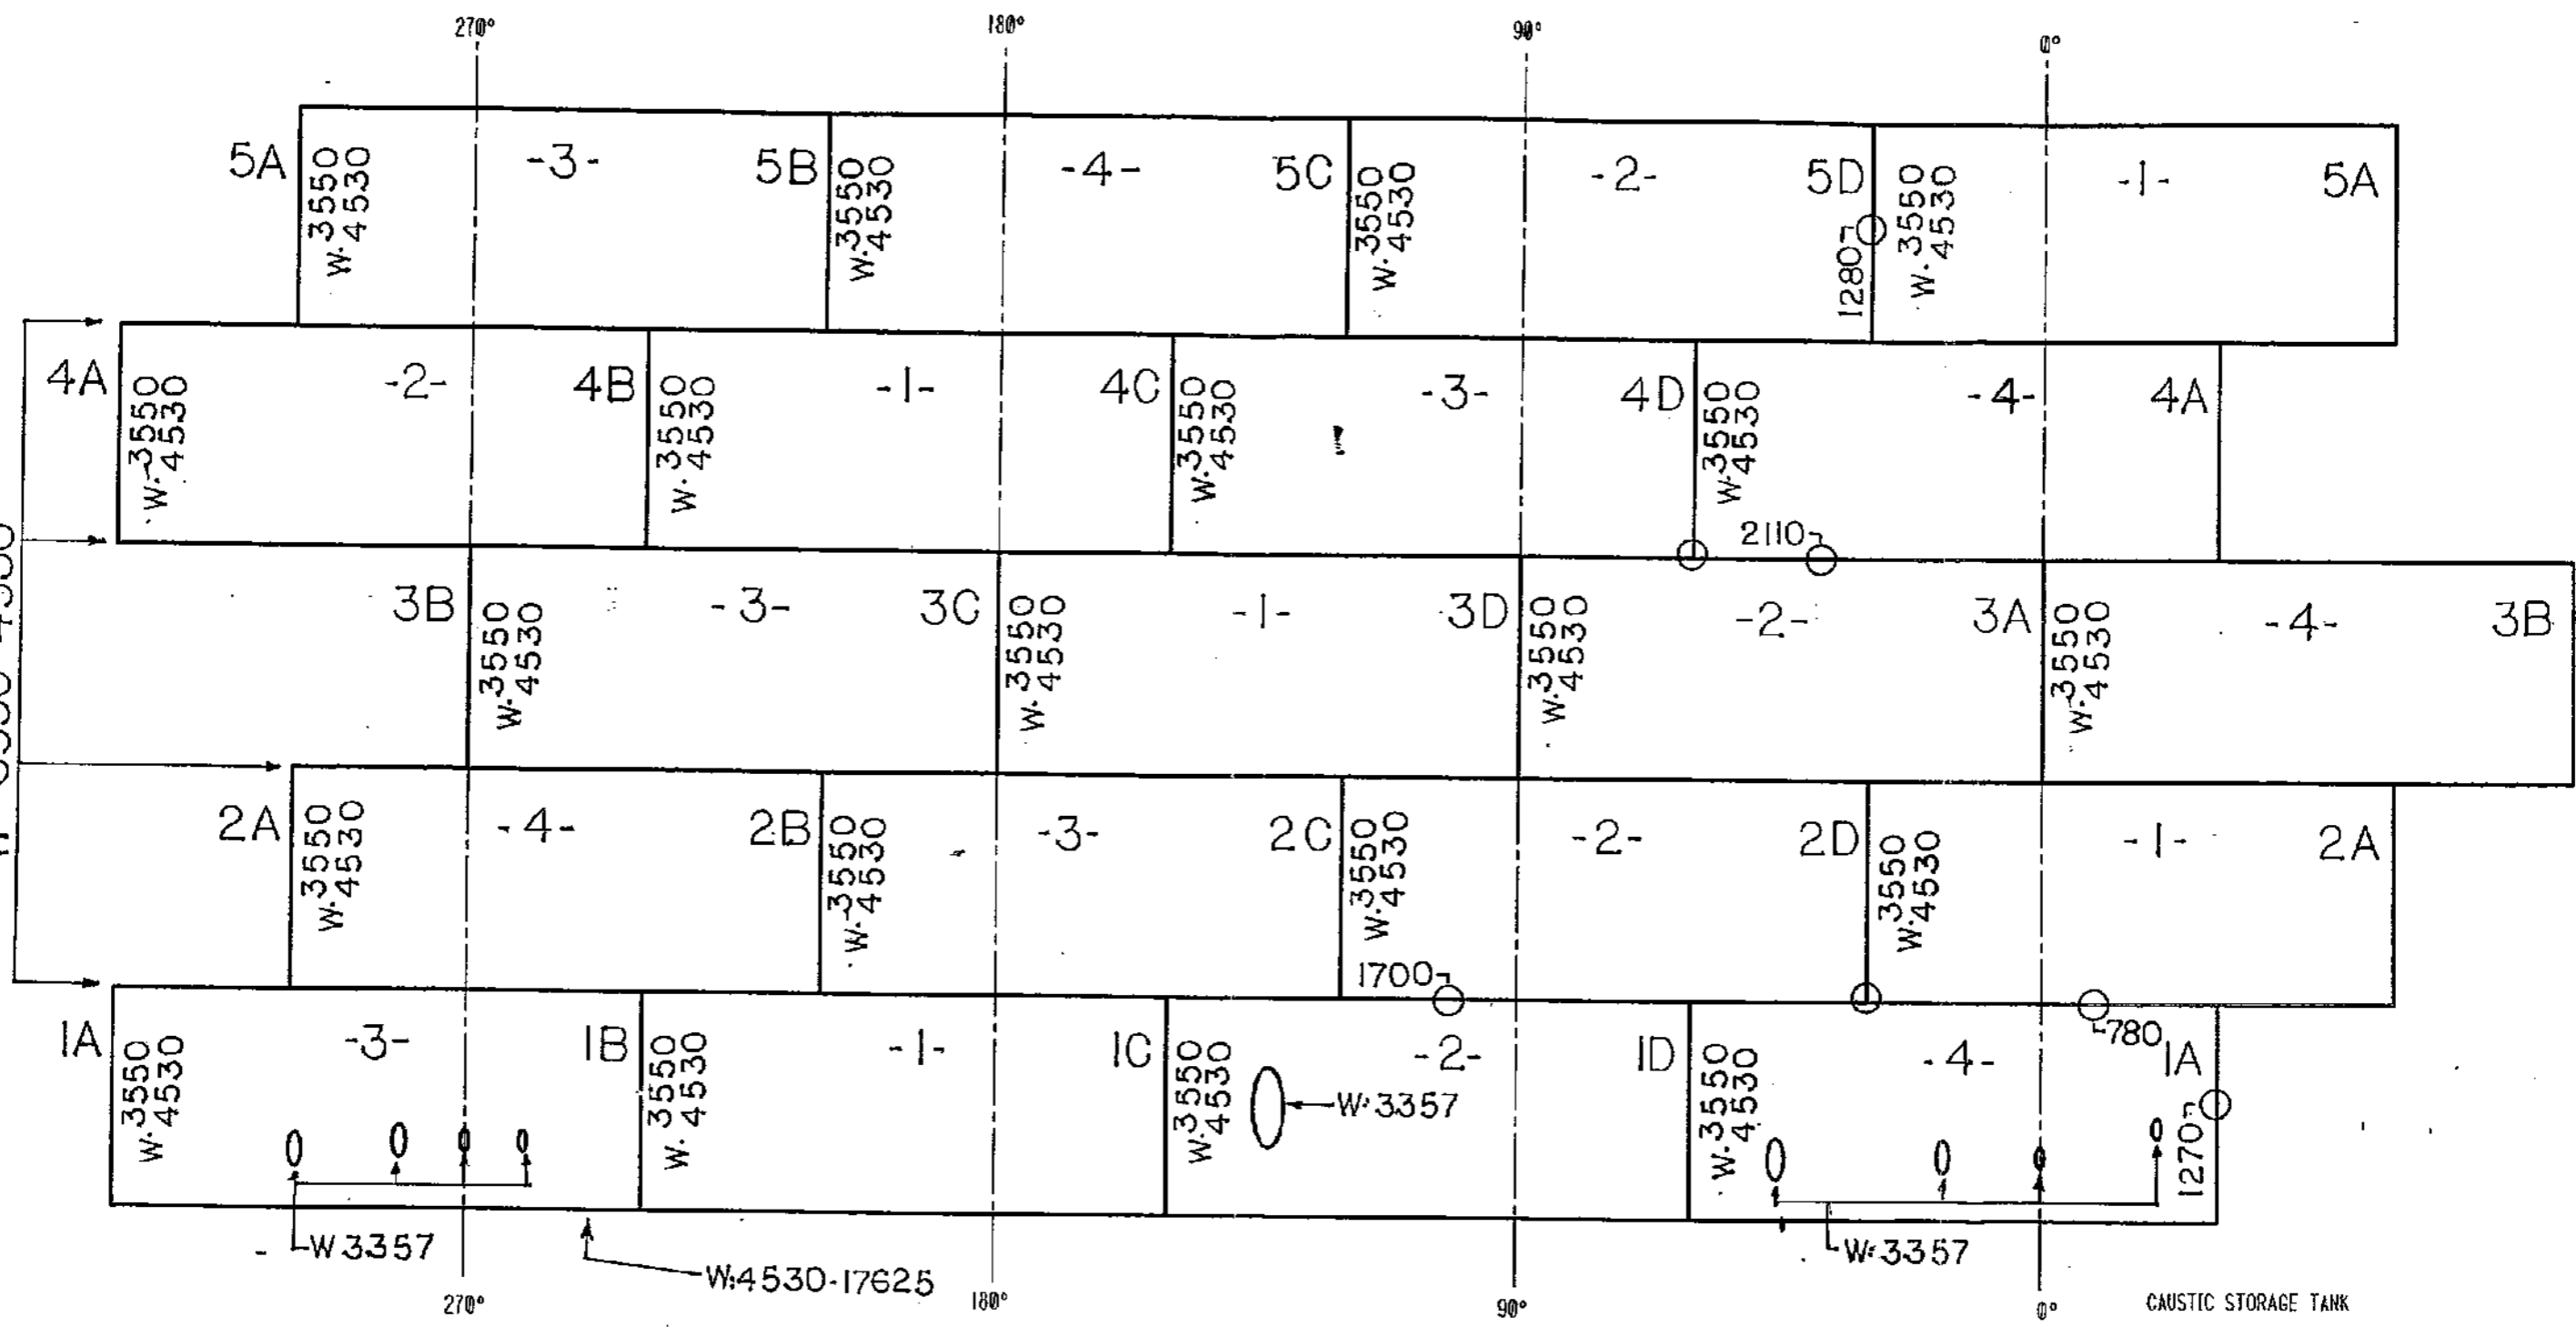 270° 180° 90° 0°
5A -3- 5B -4- 5C -2- 5D -1- 5A
W.3550 4530
W.3550 4530
W.3550 4530
W.3550 4530
1280
4A -2- 4B -1- 4C -3- 4D -4- 4A
W.3550 4530
W.3550 4530
W.3550 4530
W.3550 4530
2110
3B -3- 3C -1- 3D -2- 3A -4- 3B
W.3550 4530
W.3550 4530
W.3550 4530
W.3550 4530
2A -4- 2B -3- 2C -2- 2D -1- 2A
W.3550 4530
W.3550 4530
W.3550 4530
W.3550 4530
1700
780
1A -3- 1B -1- 1C -2- 1D -4- 1A
W.3550 4530
W.3550 4530
W.3550 4530
W.3550 4530
W.3357
1270
W.3357
W.3357
W.4530-17625
270° 180° 90° 0°
CAUSTIC STORAGE TANK